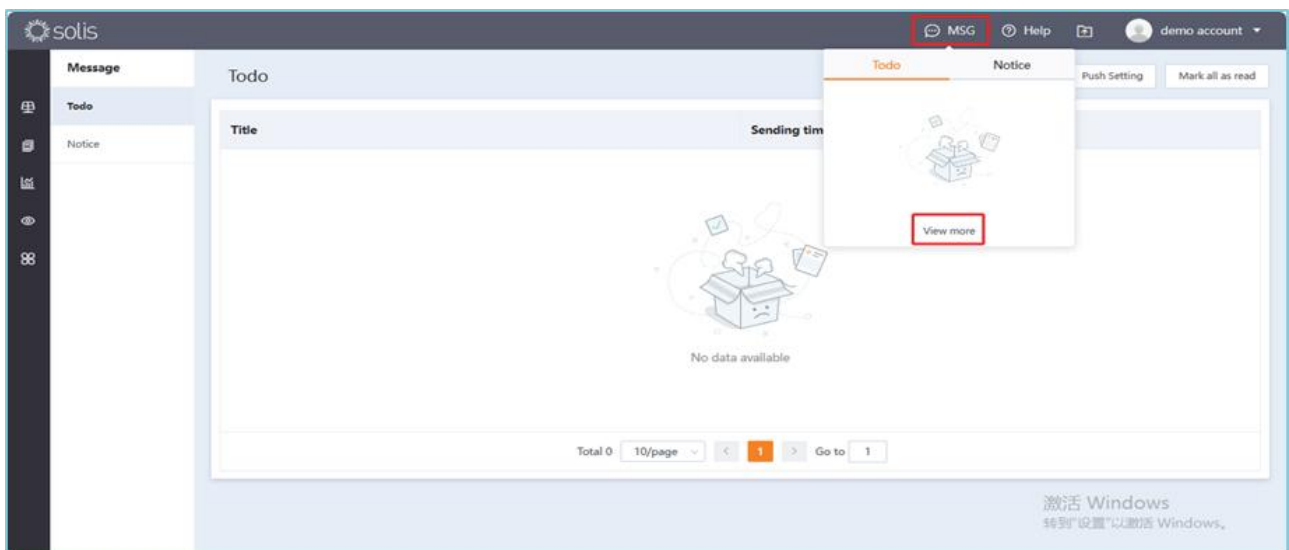 solis
MSG
Help
demo account
Message
Todo
Notice
Todo
Push Setting
Mark all as read
Title
Sending tim
Todo
Notice
View more
No data available
Total 0
10/page
1
Go to
1
激活 Windows
转到"设置"以激活 Windows。